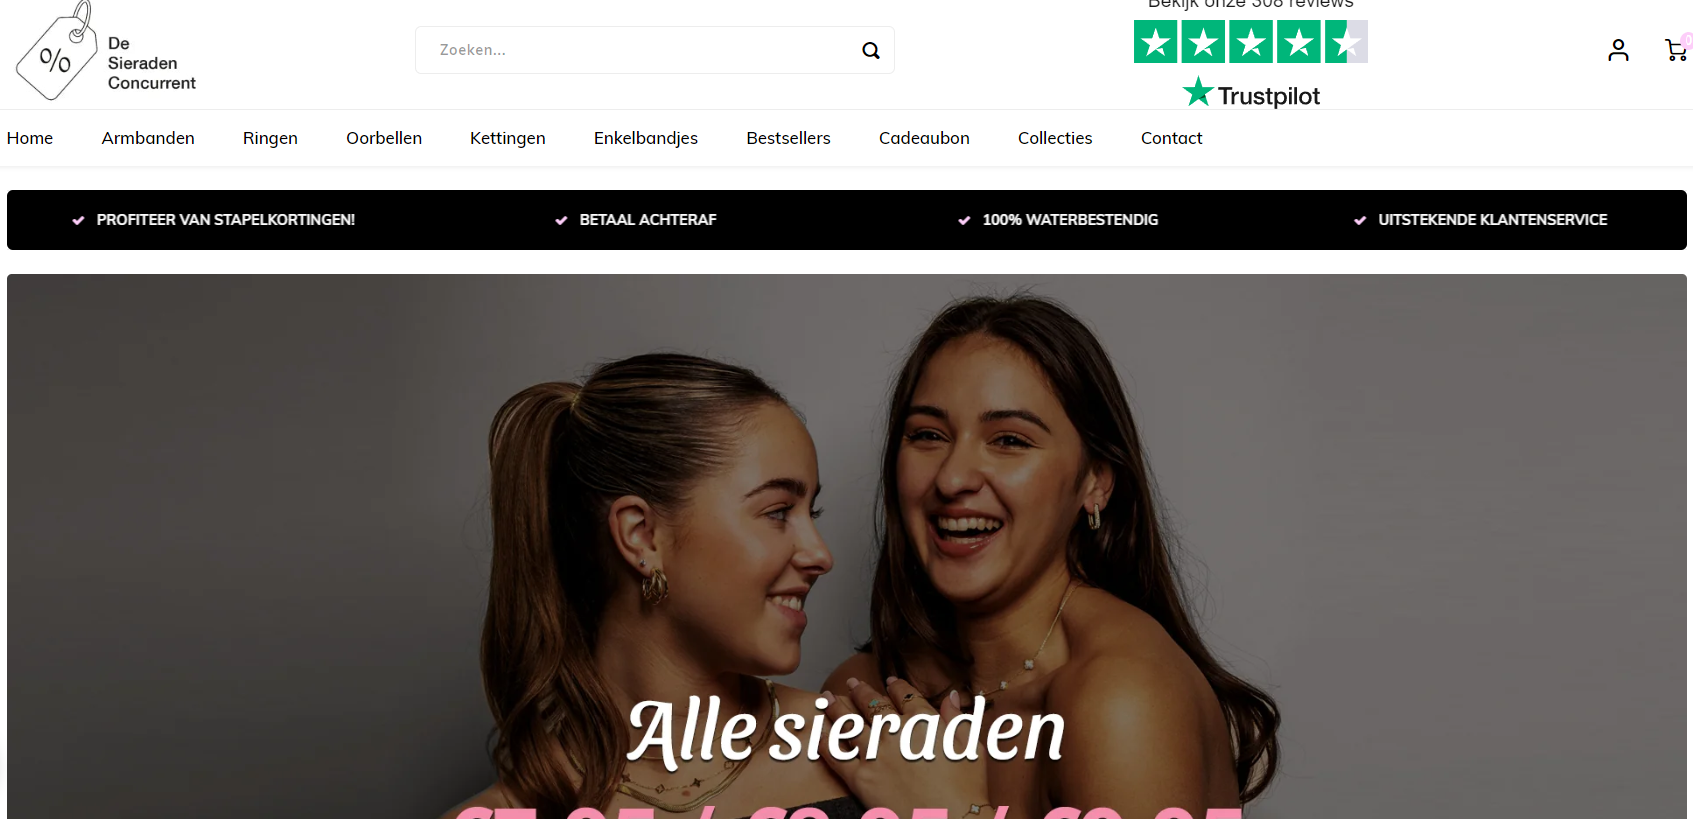 Bekijk onze 308 reviews
%
De
Sieraden
Concurrent
Zoeken...
0
Trustpilot
Home Armbanden Ringen Oorbellen Kettingen Enkelbandjes Bestsellers Cadeaubon Collecties Contact
PROFITEER VAN STAPELKORTINGEN! BETAAL ACHTERAF 100% WATERBESTENDIG UITSTEKENDE KLANTENSERVICE
Alle sieraden